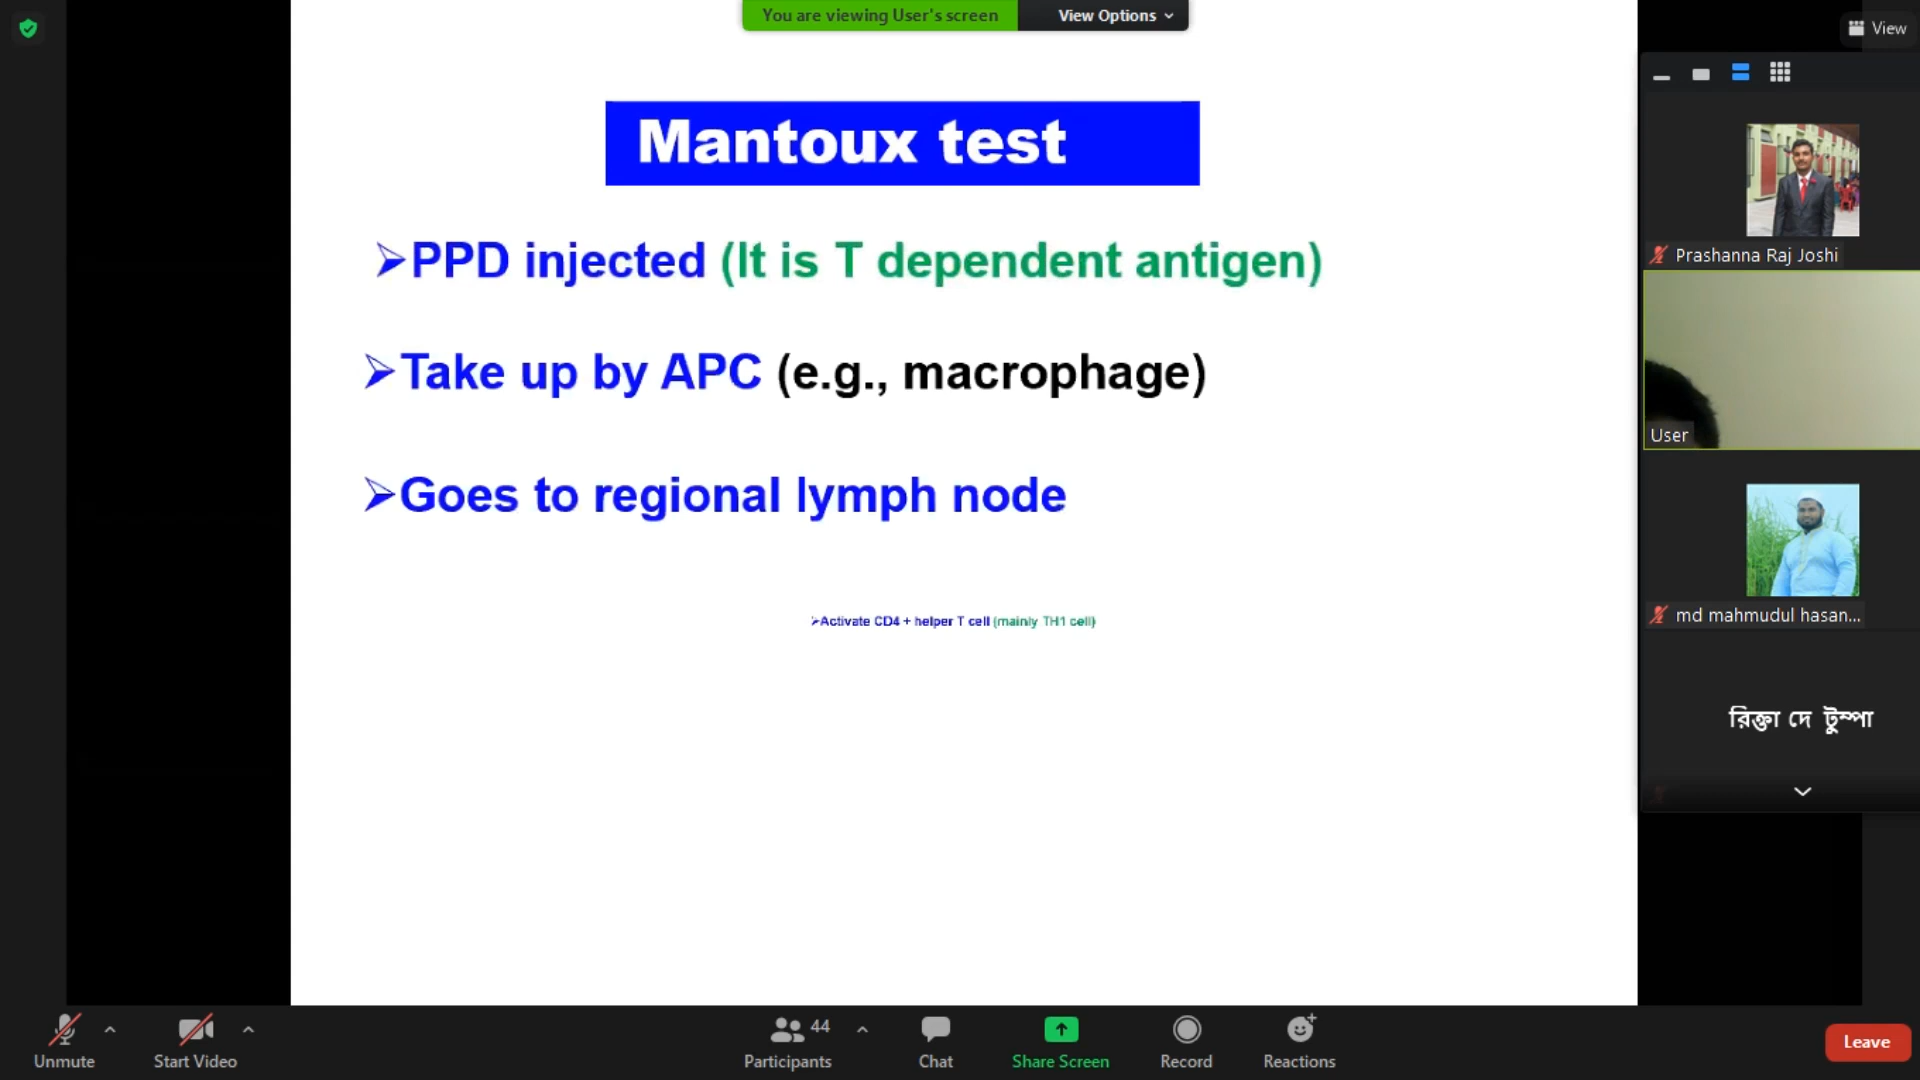 You are viewing User's screen
View Options
View
Mantoux test
➢PPD injected (It is T dependent antigen)
➢Take up by APC (e.g., macrophage)
➢Goes to regional lymph node
➢Activate CD4 + helper T cell (mainly TH1 cell)
Prashanna Raj Joshi
User
md mahmudul hasan...
রিক্তা দে টুম্পা
Unmute
Start Video
44
Participants
Chat
Share Screen
Record
Reactions
Leave